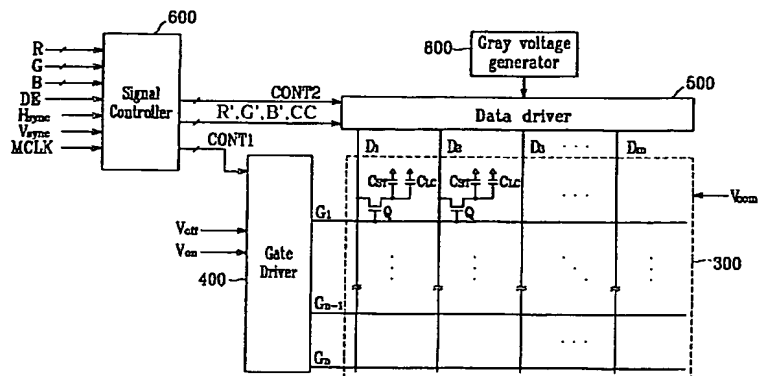 600
R
G
B
DE
Hsync
Vsync
MCLK
Signal
Controller
CONT2
R',G',B',CC
CONT1
800
Gray voltage
generator
500
Data driver
D1
D2
D3
...
Dm
CST
CLC
CST
CLC
...
Vcom
G1
Q
Q
Voff
Von
400
Gate
Driver
300
Gn-1
...
Gn